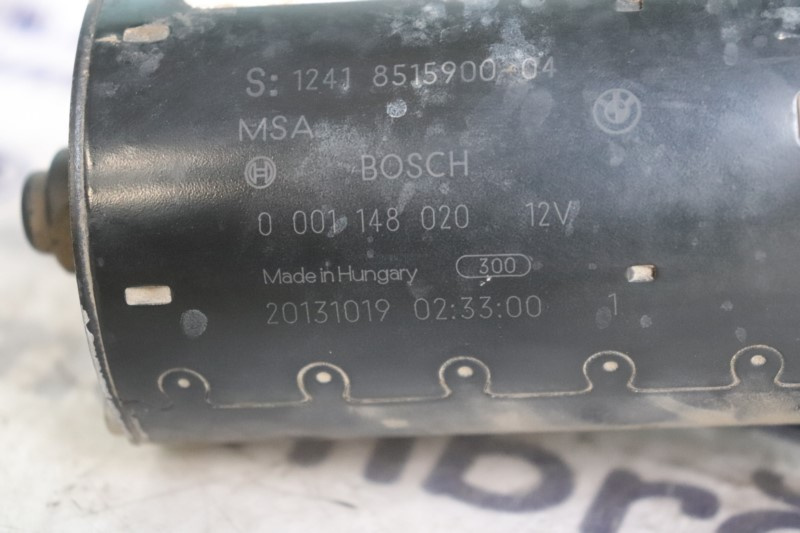 S: 1241 8515900-04
MSA
BOSCH
0 001 148 020 12V
Made in Hungary 300
20131019 02:33:00 1